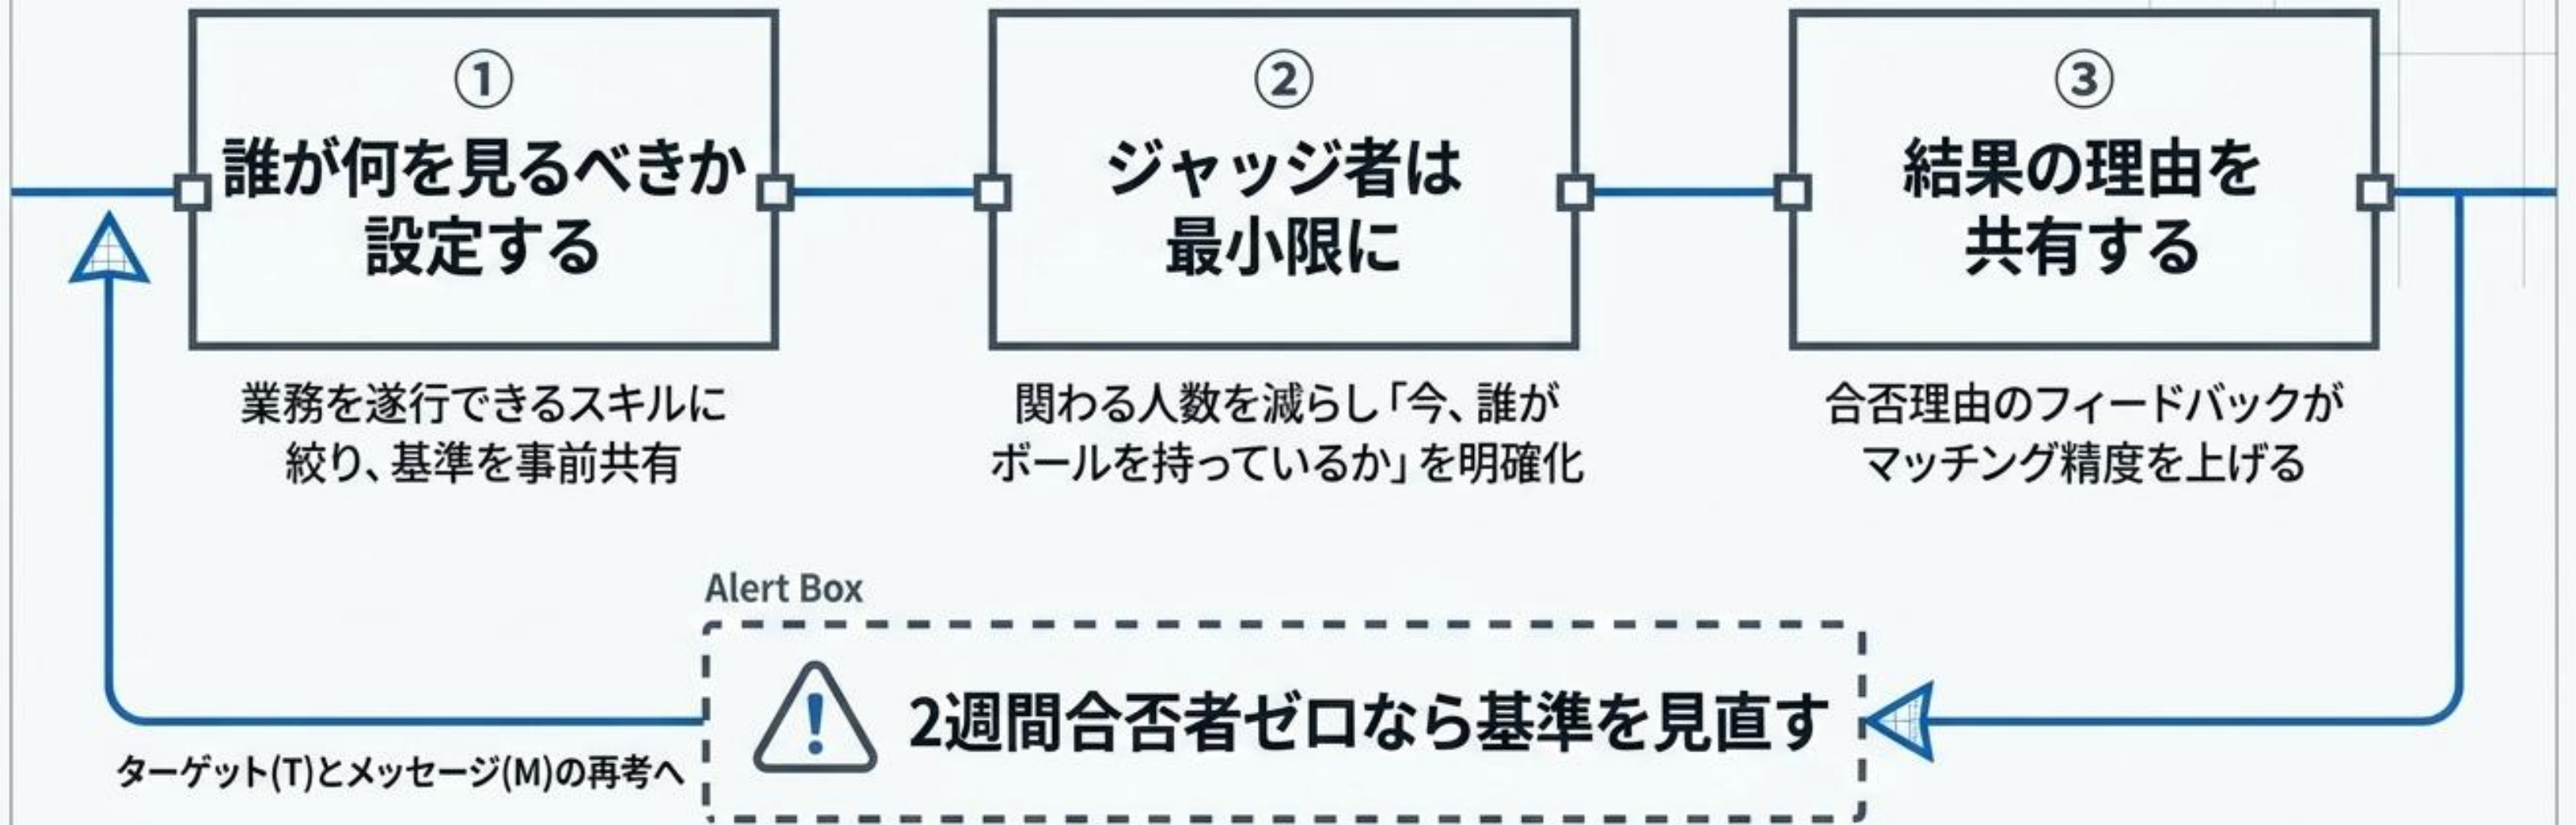 ①
誰が何を見るべきか
設定する
業務を遂行できるスキルに
絞り、基準を事前共有
②
ジャッジ者は
最小限に
関わる人数を減らし「今、誰が
ボールを持っているか」を明確化
③
結果の理由を
共有する
合否理由のフィードバックが
マッチング精度を上げる
Alert Box
2週間合否者ゼロなら基準を見直す
ターゲット(T)とメッセージ(M)の再考へ